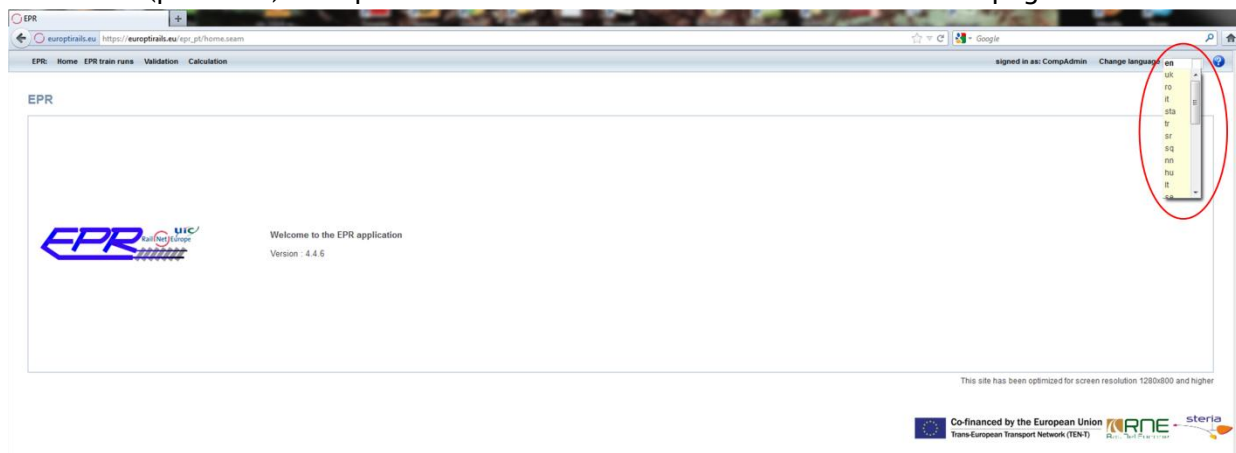 EPR
europtirails.eu https://europtirails.eu/epr_pt/home.seam
Google
EPR: Home EPR train runs Validation Calculation
signed in as: CompAdmin Change language en
uk
ro
it
sta
tr
sr
sq
nn
hu
lt
EPR
EPR
Rail Net Europe
uic
Welcome to the EPR application
Version : 4.4.6
This site has been optimized for screen resolution 1280x800 and higher
Co-financed by the European Union
Trans-European Transport Network (TEN-T)
RNE
steria